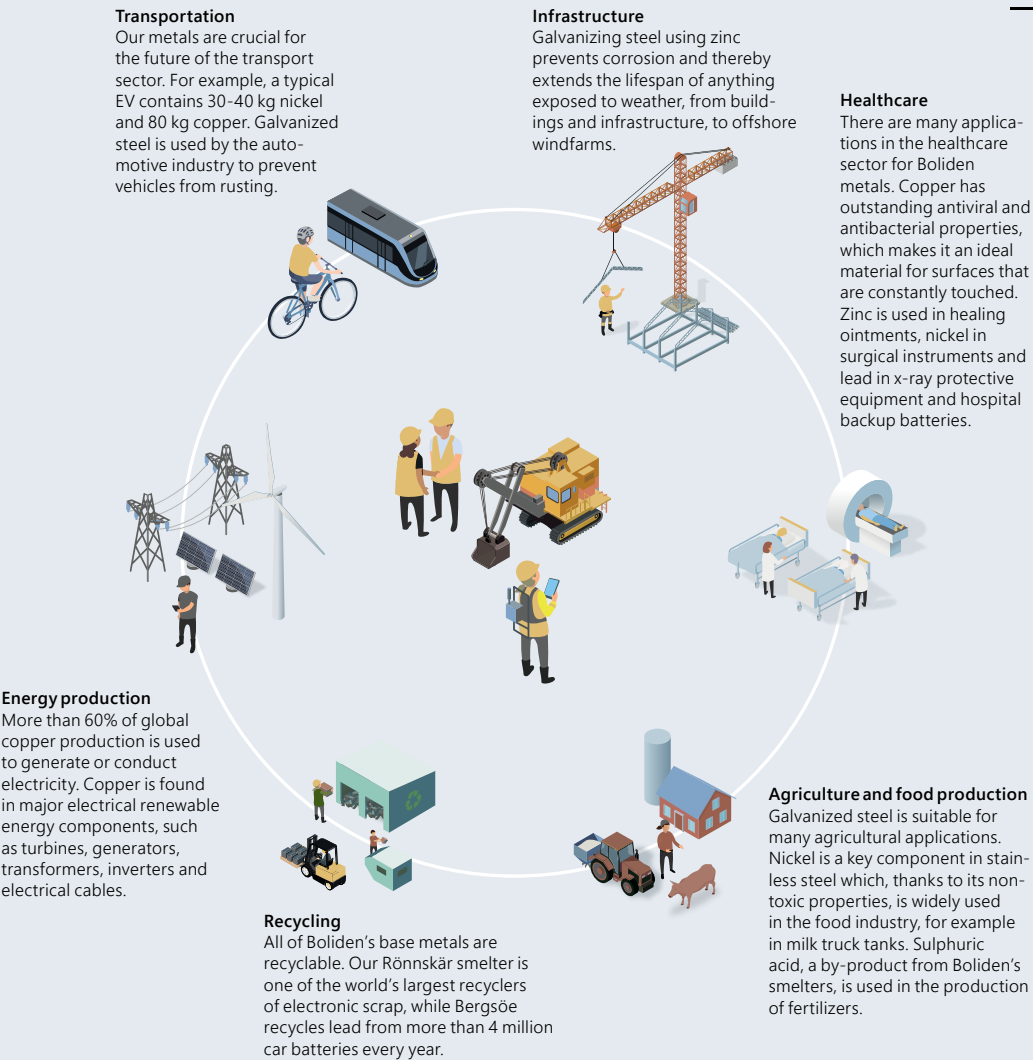 Transportation
Our metals are crucial for
the future of the transport
sector. For example, a typical
EV contains 30-40 kg nickel
and 80 kg copper. Galvanized
steel is used by the auto-
motive industry to prevent
vehicles from rusting.
Infrastructure
Galvanizing steel using zinc
prevents corrosion and thereby
extends the lifespan of anything
exposed to weather, from build-
ings and infrastructure, to offshore
windfarms.
Healthcare
There are many applica-
tions in the healthcare
sector for Boliden
metals. Copper has
outstanding antiviral and
antibacterial properties,
which makes it an ideal
material for surfaces that
are constantly touched.
Zinc is used in healing
ointments, nickel in
surgical instruments and
lead in x-ray protective
equipment and hospital
backup batteries.
Energy production
More than 60% of global
copper production is used
to generate or conduct
electricity. Copper is found
in major electrical renewable
energy components, such
as turbines, generators,
transformers, inverters and
electrical cables.
Recycling
All of Boliden's base metals are
recyclable. Our Rönnskär smelter is
one of the world's largest recyclers
of electronic scrap, while Bergsöe
recycles lead from more than 4 million
car batteries every year.
Agriculture and food production
Galvanized steel is suitable for
many agricultural applications.
Nickel is a key component in stain-
less steel which, thanks to its non-
toxic properties, is widely used
in the food industry, for example
in milk truck tanks. Sulphuric
acid, a by-product from Boliden's
smelters, is used in the production
of fertilizers.